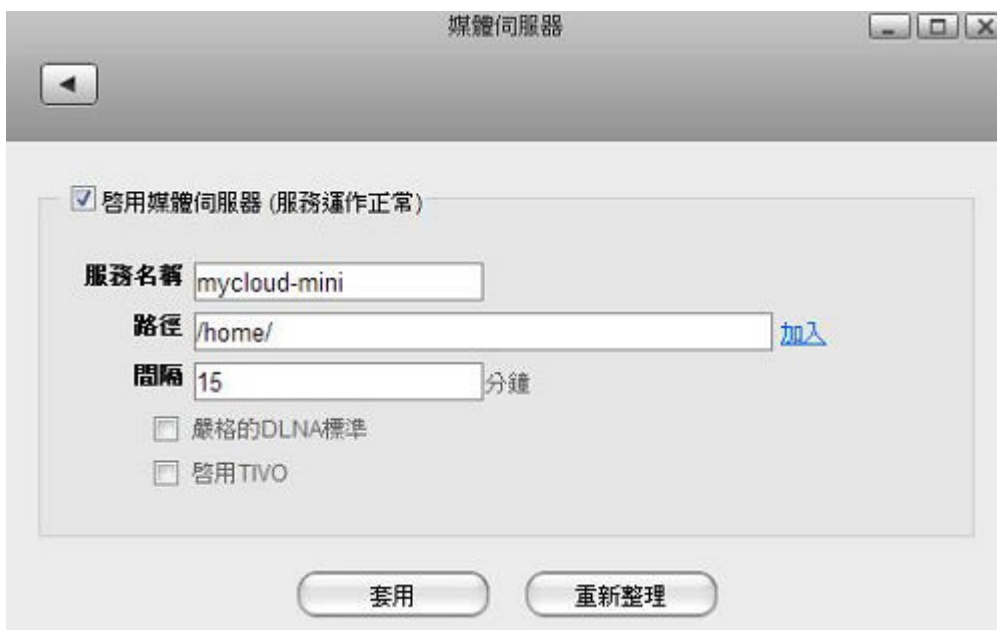 媒體伺服器
啓用媒體伺服器 (服務運作正常)
服務名稱 mycloud-mini
路徑 /home/ 加入
間隔 15 分鐘
嚴格的DLNA標準
啓用TIVO
套用 重新整理